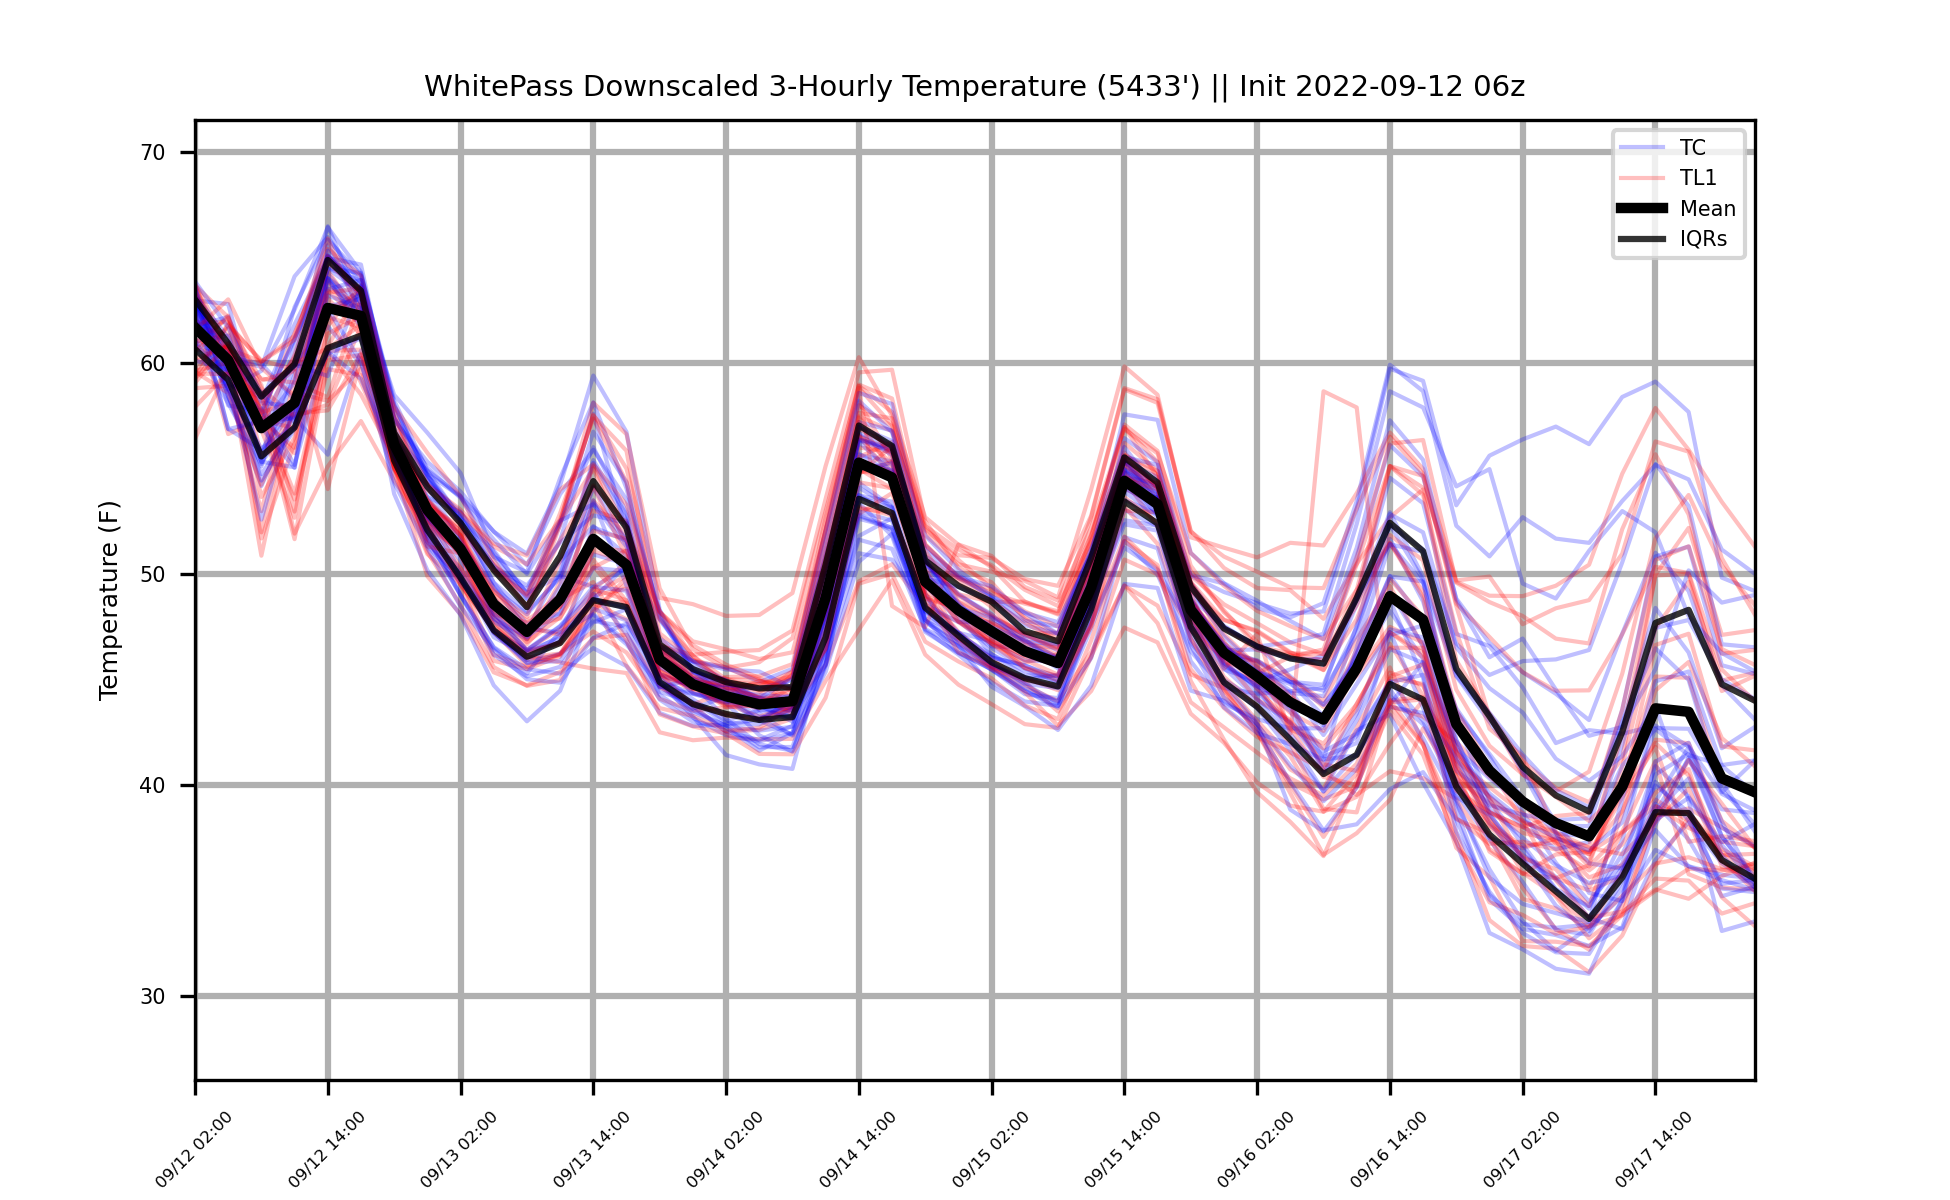 WhitePass Downscaled 3-Hourly Temperature (5433') || Init 2022-09-12 06z
TC
TL1
Mean
IQRs
Temperature (F)
70
60
50
40
30
09/12 02:00
09/12 14:00
09/13 02:00
09/13 14:00
09/14 02:00
09/14 14:00
09/15 02:00
09/15 14:00
09/16 02:00
09/16 14:00
09/17 02:00
09/17 14:00